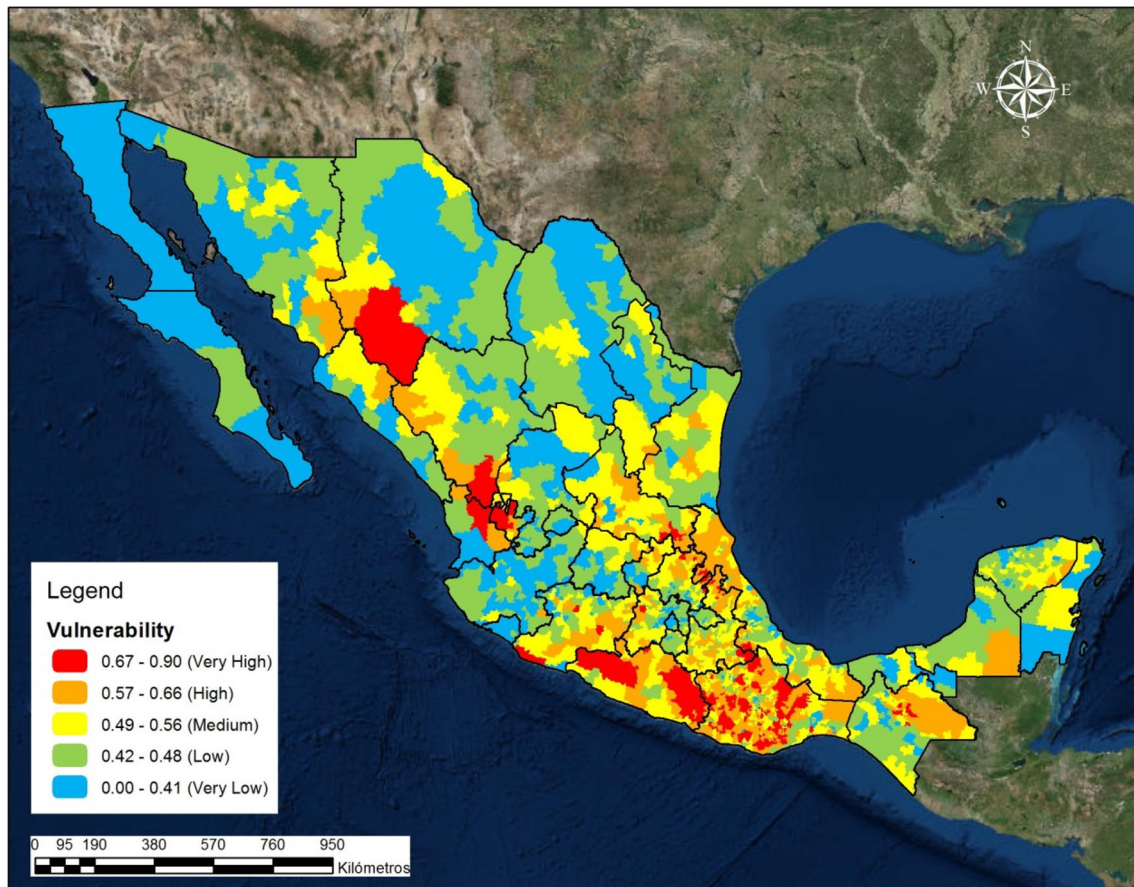 N
W E
S
Legend
Vulnerability
0.67 - 0.90 (Very High)
0.57 - 0.66 (High)
0.49 - 0.56 (Medium)
0.42 - 0.48 (Low)
0.00 - 0.41 (Very Low)
0 95 190 380 570 760 950
Kilómetros